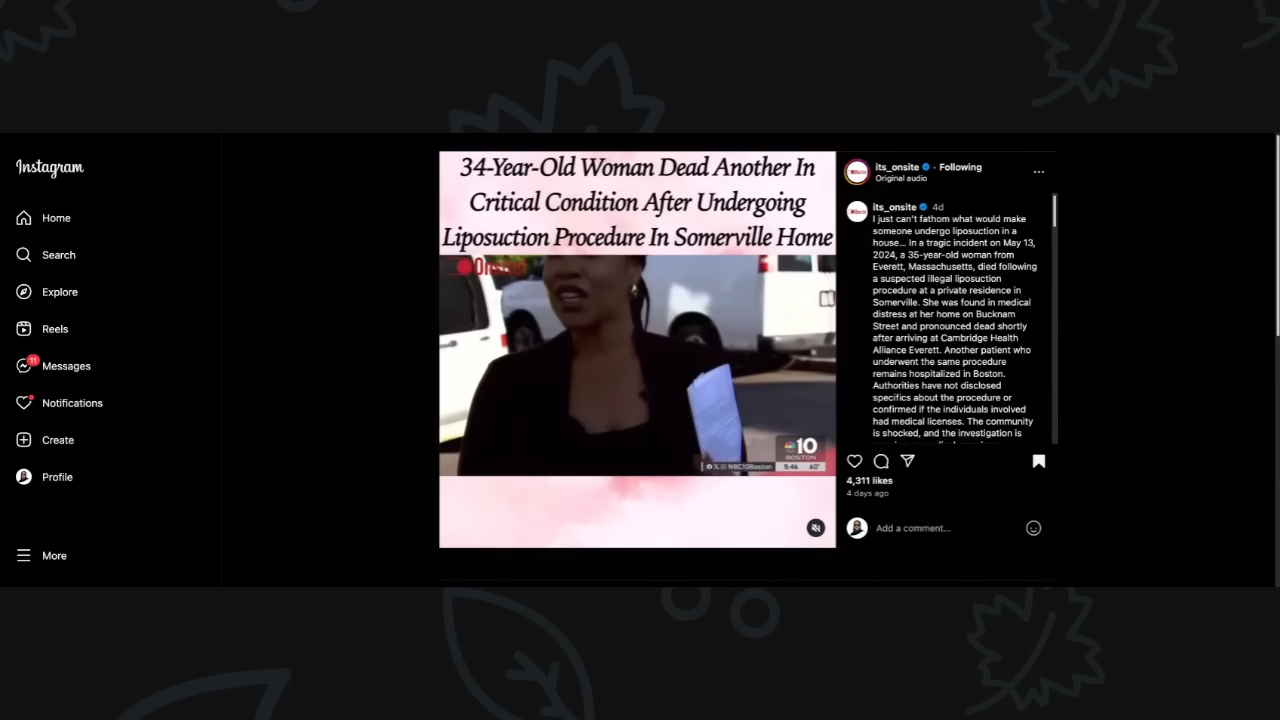 Instagram
Home
Search
Explore
Reels
11
Messages
Notifications
Create
Profile
More
34-Year-Old Woman Dead Another In
Critical Condition After Undergoing
Liposuction Procedure In Somerville Home
10
BOSTON
NBC10Boston
5:46 60°
its_onsite · Following
Original audio
its_onsite 4d
I just can't fathom what would make
someone undergo liposuction in a
house... In a tragic incident on May 13,
2024, a 35-year-old woman from
Everett, Massachusetts, died following
a suspected illegal liposuction
procedure at a private residence in
Somerville. She was found in medical
distress at her home on Bucknam
Street and pronounced dead shortly
after arriving at Cambridge Health
Alliance Everett. Another patient who
underwent the same procedure
remains hospitalized in Boston.
Authorities have not disclosed
specifics about the procedure or
confirmed if the individuals involved
had medical licenses. The community
is shocked, and the investigation is
4,311 likes
4 days ago
Add a comment...